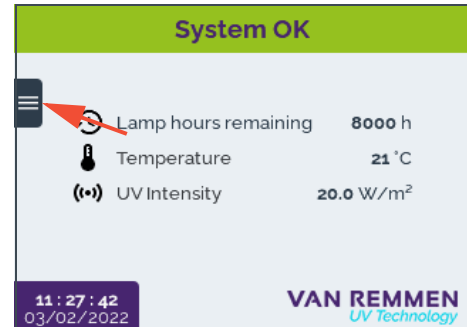 System OK
Lamp hours remaining 8000 h
Temperature 21 °C
UV Intensity 20.0 W/m²
11:27:42
03/02/2022
VAN REMMEN
UV Technology